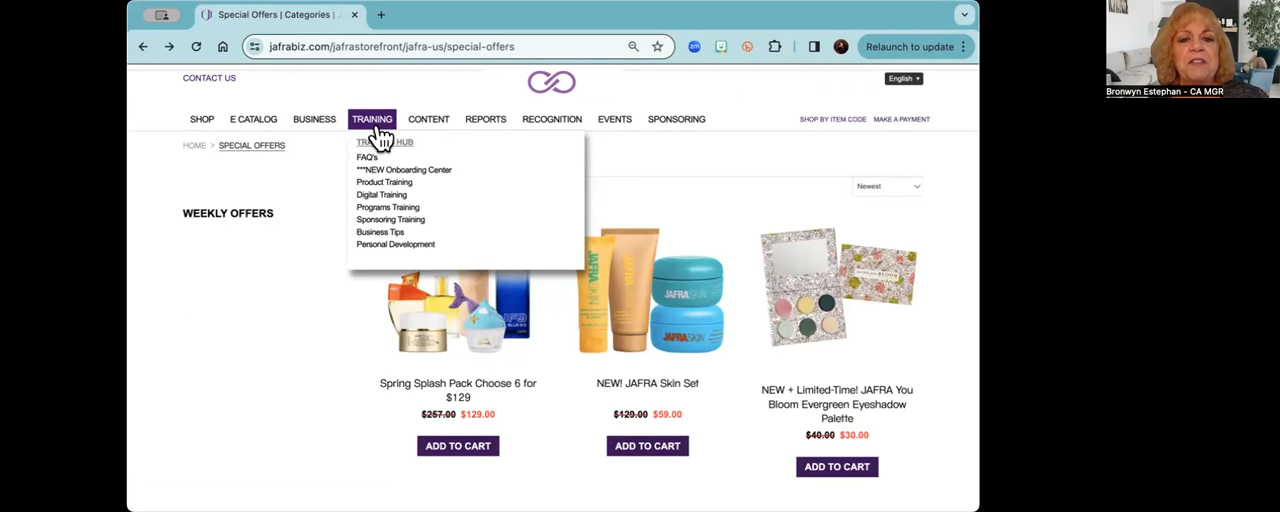 Special Offers | Categories | J
jafrabiz.com/jafrastorefront/jafra-us/special-offers
Relaunch to update
Bronwyn Estephan - CA MGR
CONTACT US
English
SHOP
E CATALOG
BUSINESS
TRAINING
CONTENT
REPORTS
RECOGNITION
EVENTS
SPONSORING
SHOP BY ITEM CODE
MAKE A PAYMENT
HOME > SPECIAL OFFERS
HUB
FAQ's
***NEW Onboarding Center
Product Training
Digital Training
Programs Training
Sponsoring Training
Business Tips
Personal Development
Newest
WEEKLY OFFERS
JAFRASKIN
JAFRASKIN
JAFRASKIN
JAFRASKIN
Spring Splash Pack Choose 6 for
$129
$257.00 $129.00
ADD TO CART
NEW! JAFRA Skin Set
$129.00 $59.00
ADD TO CART
NEW + Limited-Time! JAFRA You
Bloom Evergreen Eyeshadow
Palette
$40.00 $30.00
ADD TO CART